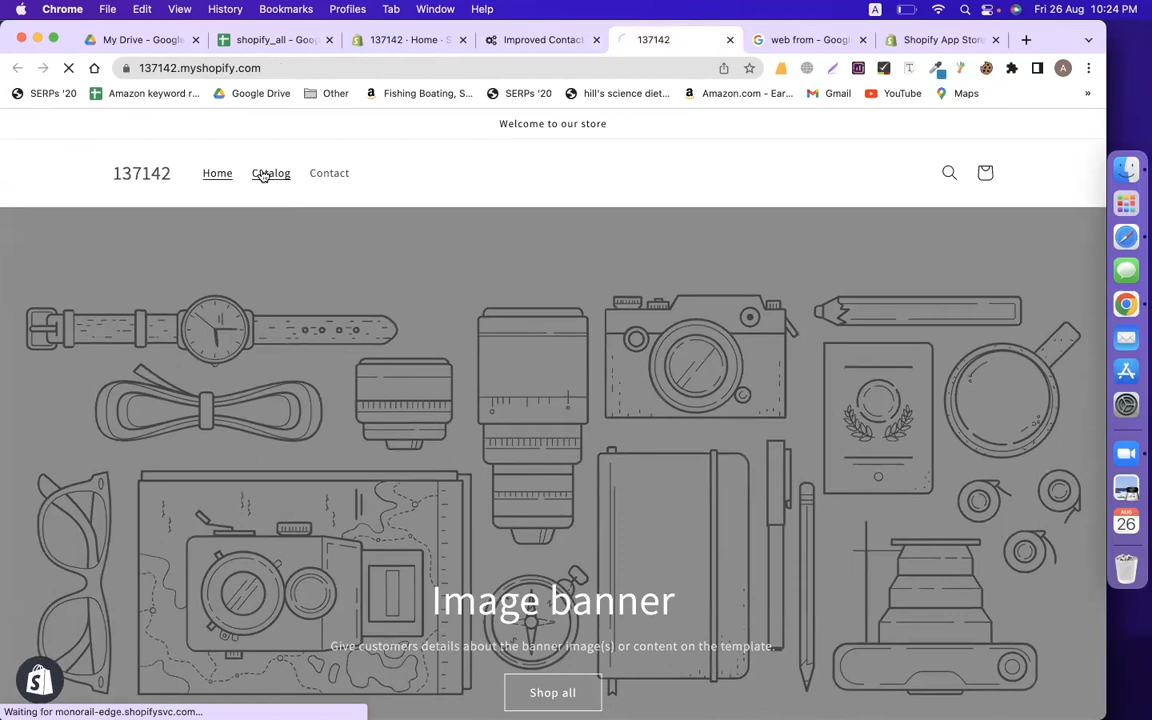 Chrome File Edit View History Bookmarks Profiles Tab Window Help A Fri 26 Aug 10:24 PM
My Drive - Google shopify_all - Goog 137142 · Home · S Improved Contac 137142 web from - Googl Shopify App Store
137142.myshopify.com A
SERPs '20 Amazon keyword r... Google Drive Other Fishing Boating, S... SERPs '20 hill's science diet... Amazon.com - Ear... Gmail YouTube Maps »
Welcome to our store
137142 Home Catalog Contact
Image banner
Give customers details about the banner image(s) or content on the template.
Shop all
AUG
26
Waiting for monorail-edge.shopifysvc.com...